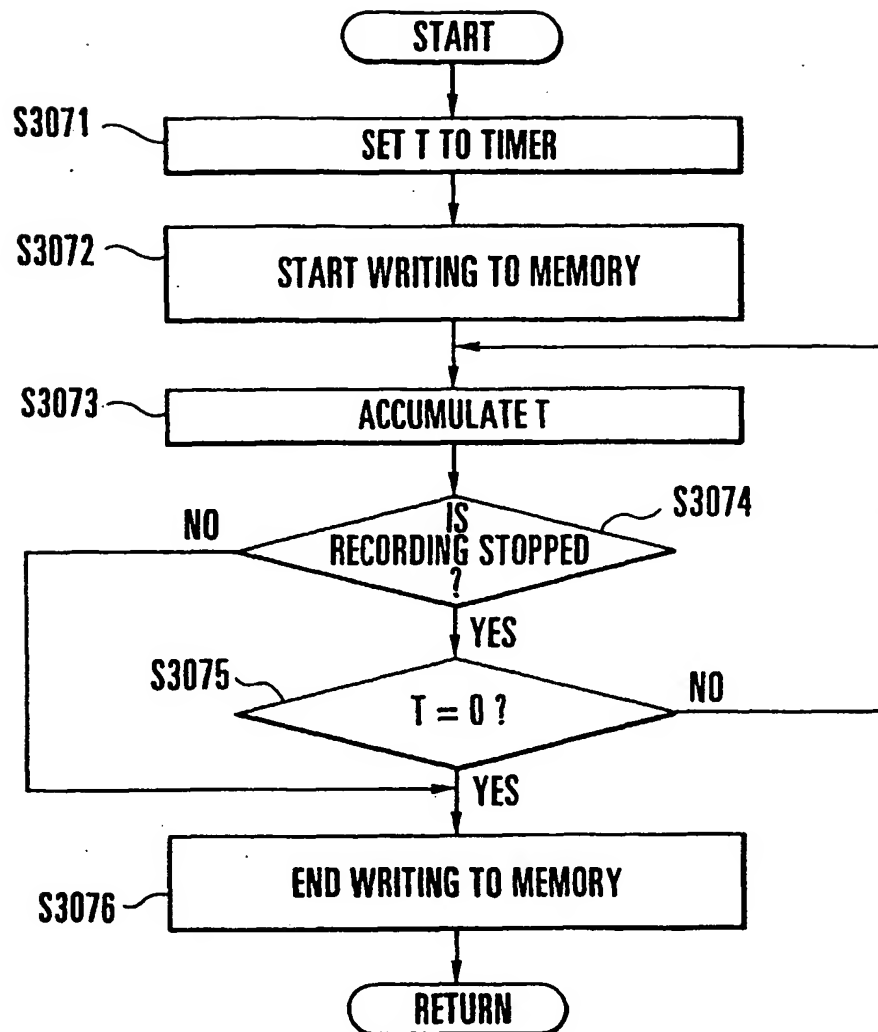 START
S3071
SET T TO TIMER
S3072
START WRITING TO MEMORY
S3073
ACCUMULATE T
S3074
NO
IS
RECORDING STOPPED
?
YES
S3075
T = 0 ?
NO
YES
END WRITING TO MEMORY
S3076
RETURN